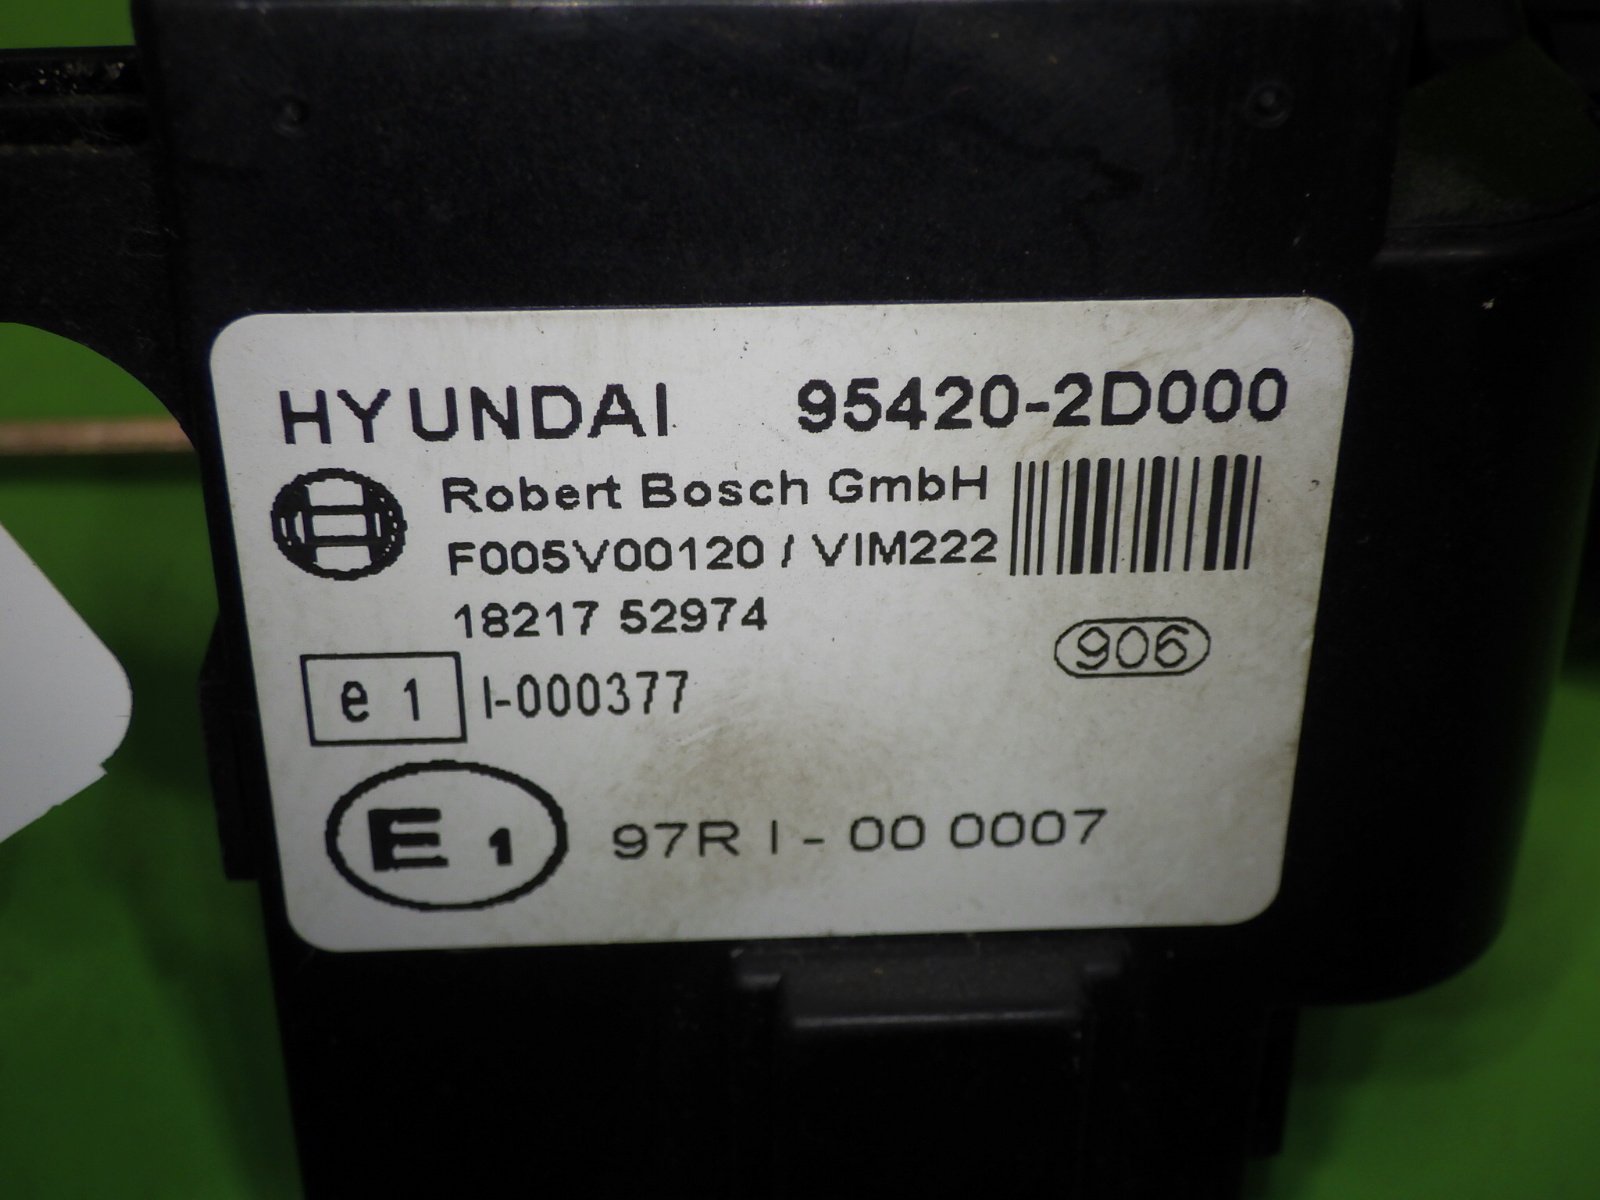 HYUNDAI 95420-2D000
Robert Bosch GmbH
F005V00120 / VIM222
18217 52974
906
e 1 I-000377
E 1 97R I - 00 0007